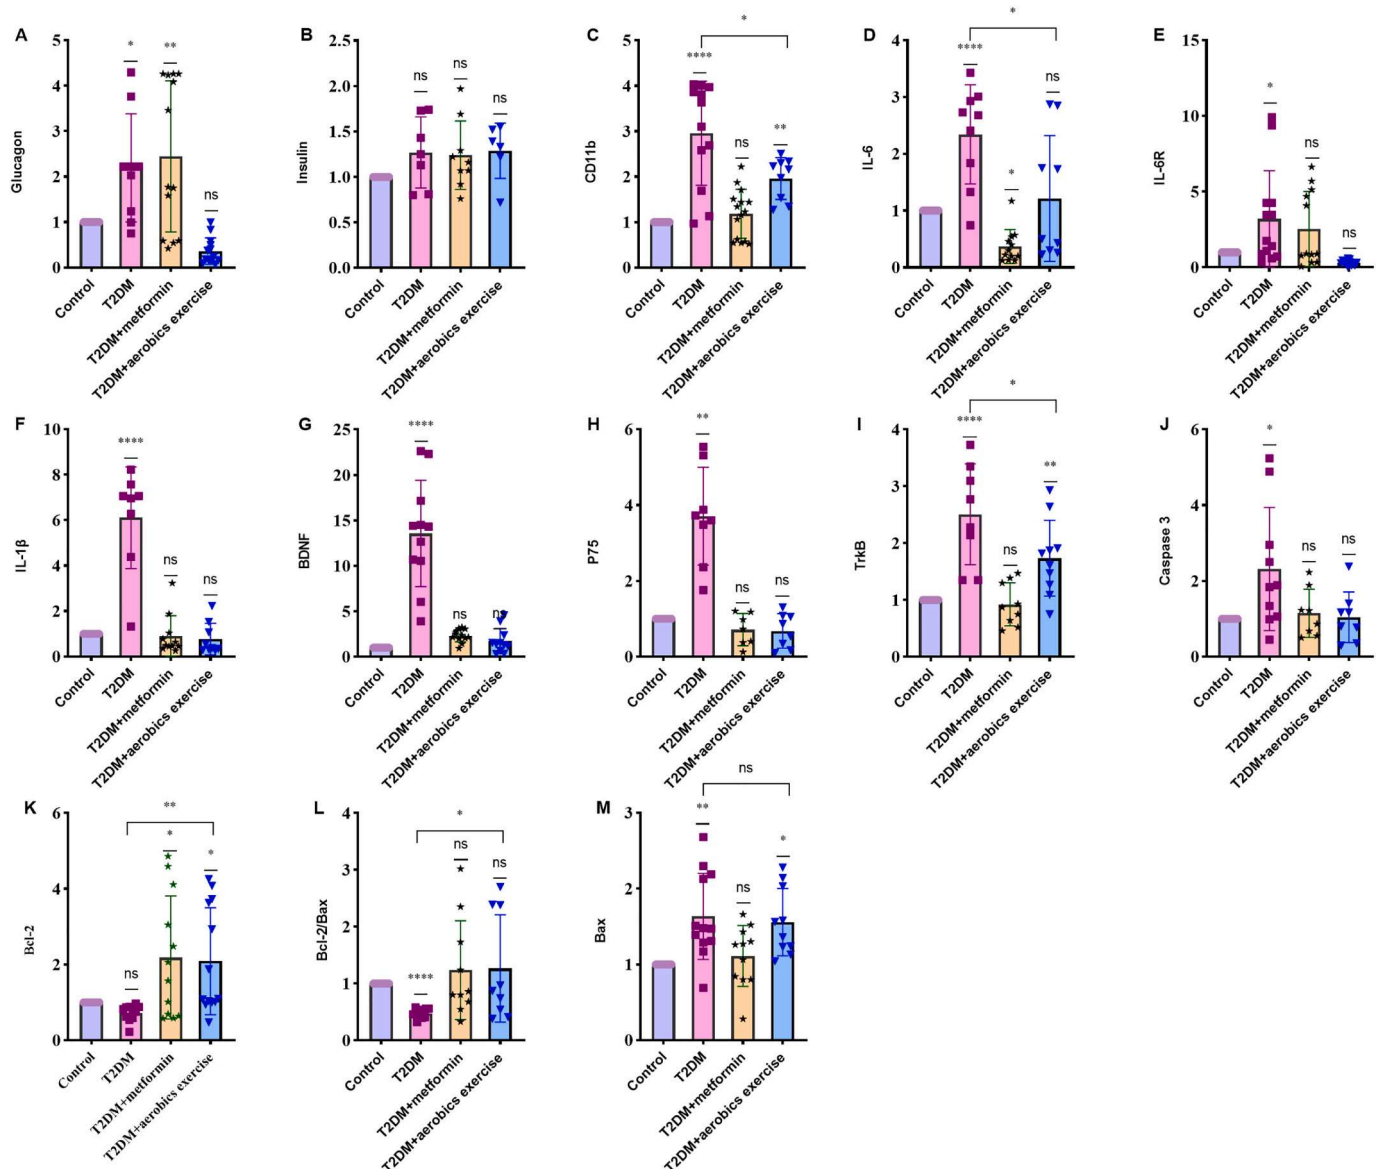 A
Glucagon
5
4
3
2
1
0
*
**
ns
Control
T2DM
T2DM+metformin
T2DM+aerobics exercise
B
Insulin
2.5
2.0
1.5
1.0
0.5
0.0
ns
ns
ns
Control
T2DM
T2DM+metformin
T2DM+aerobics exercise
C
CD11b
5
4
3
2
1
0
*
****
ns
**
Control
T2DM
T2DM+metformin
T2DM+aerobics exercise
D
IL-6
4
3
2
1
0
*
****
*
ns
Control
T2DM
T2DM+metformin
T2DM+aerobics exercise
E
IL-6R
15
10
5
0
*
ns
ns
Control
T2DM
T2DM+metformin
T2DM+aerobics exercise
F
IL-1β
10
8
6
4
2
0
****
ns
ns
Control
T2DM
T2DM+metformin
T2DM+aerobics exercise
G
BDNF
25
20
15
10
5
0
****
ns
ns
Control
T2DM
T2DM+metformin
T2DM+aerobics exercise
H
P75
6
4
2
0
**
ns
ns
Control
T2DM
T2DM+metformin
T2DM+aerobics exercise
I
TrkB
4
3
2
1
0
*
****
ns
**
Control
T2DM
T2DM+metformin
T2DM+aerobics exercise
J
Caspase 3
6
4
2
0
*
ns
ns
Control
T2DM
T2DM+metformin
T2DM+aerobics exercise
K
Bcl-2
6
4
2
0
**
ns
*
*
Control
T2DM
T2DM+metformin
T2DM+aerobics exercise
L
Bcl-2/Bax
4
3
2
1
0
*
****
ns
ns
Control
T2DM
T2DM+metformin
T2DM+aerobics exercise
M
Bax
3
2
1
0
ns
**
ns
*
Control
T2DM
T2DM+metformin
T2DM+aerobics exercise